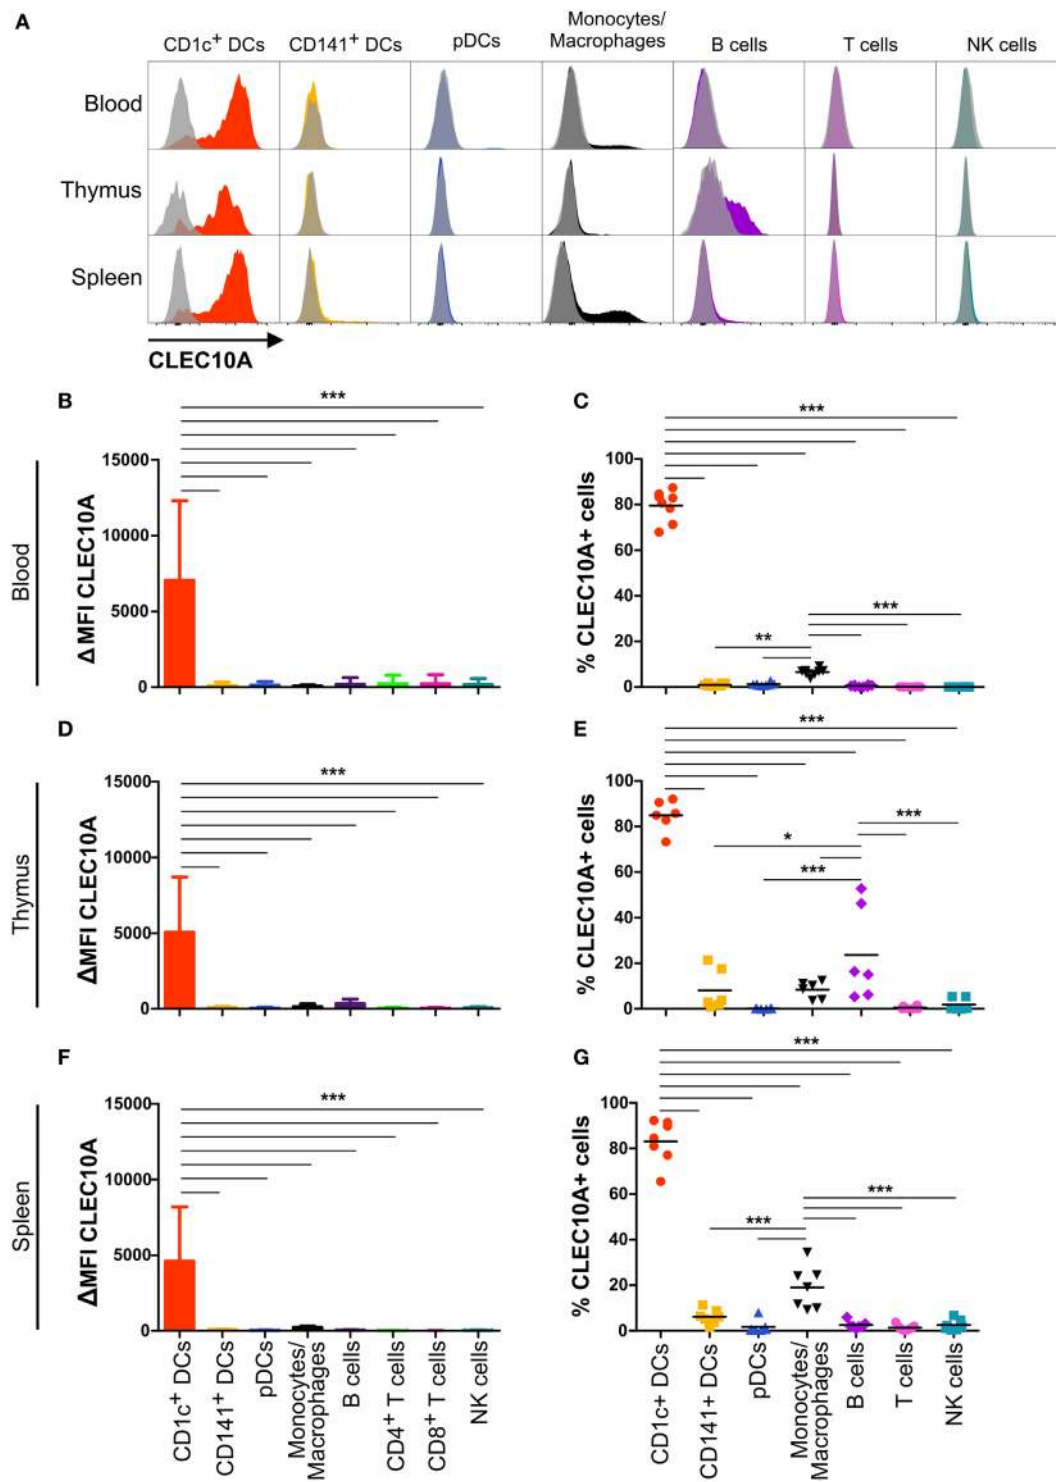 A
CD1c+ DCs CD141+ DCs pDCs Monocytes/ Macrophages B cells T cells NK cells
Blood
Thymus
Spleen
CLEC10A
B
Blood
ΔMFI CLEC10A
15000
10000
5000
0
***
C
% CLEC10A+ cells
100
80
60
40
20
0
***
***
**
D
Thymus
ΔMFI CLEC10A
15000
10000
5000
0
***
E
% CLEC10A+ cells
100
80
60
40
20
0
***
***
*
***
F
Spleen
ΔMFI CLEC10A
15000
10000
5000
0
***
CD1c+ DCs
CD141+ DCs
pDCs
Monocytes/
Macrophages
B cells
CD4+ T cells
CD8+ T cells
NK cells
G
% CLEC10A+ cells
100
80
60
40
20
0
***
***
***
CD1c+ DCs
CD141+ DCs
pDCs
Monocytes/
Macrophages
B cells
T cells
NK cells